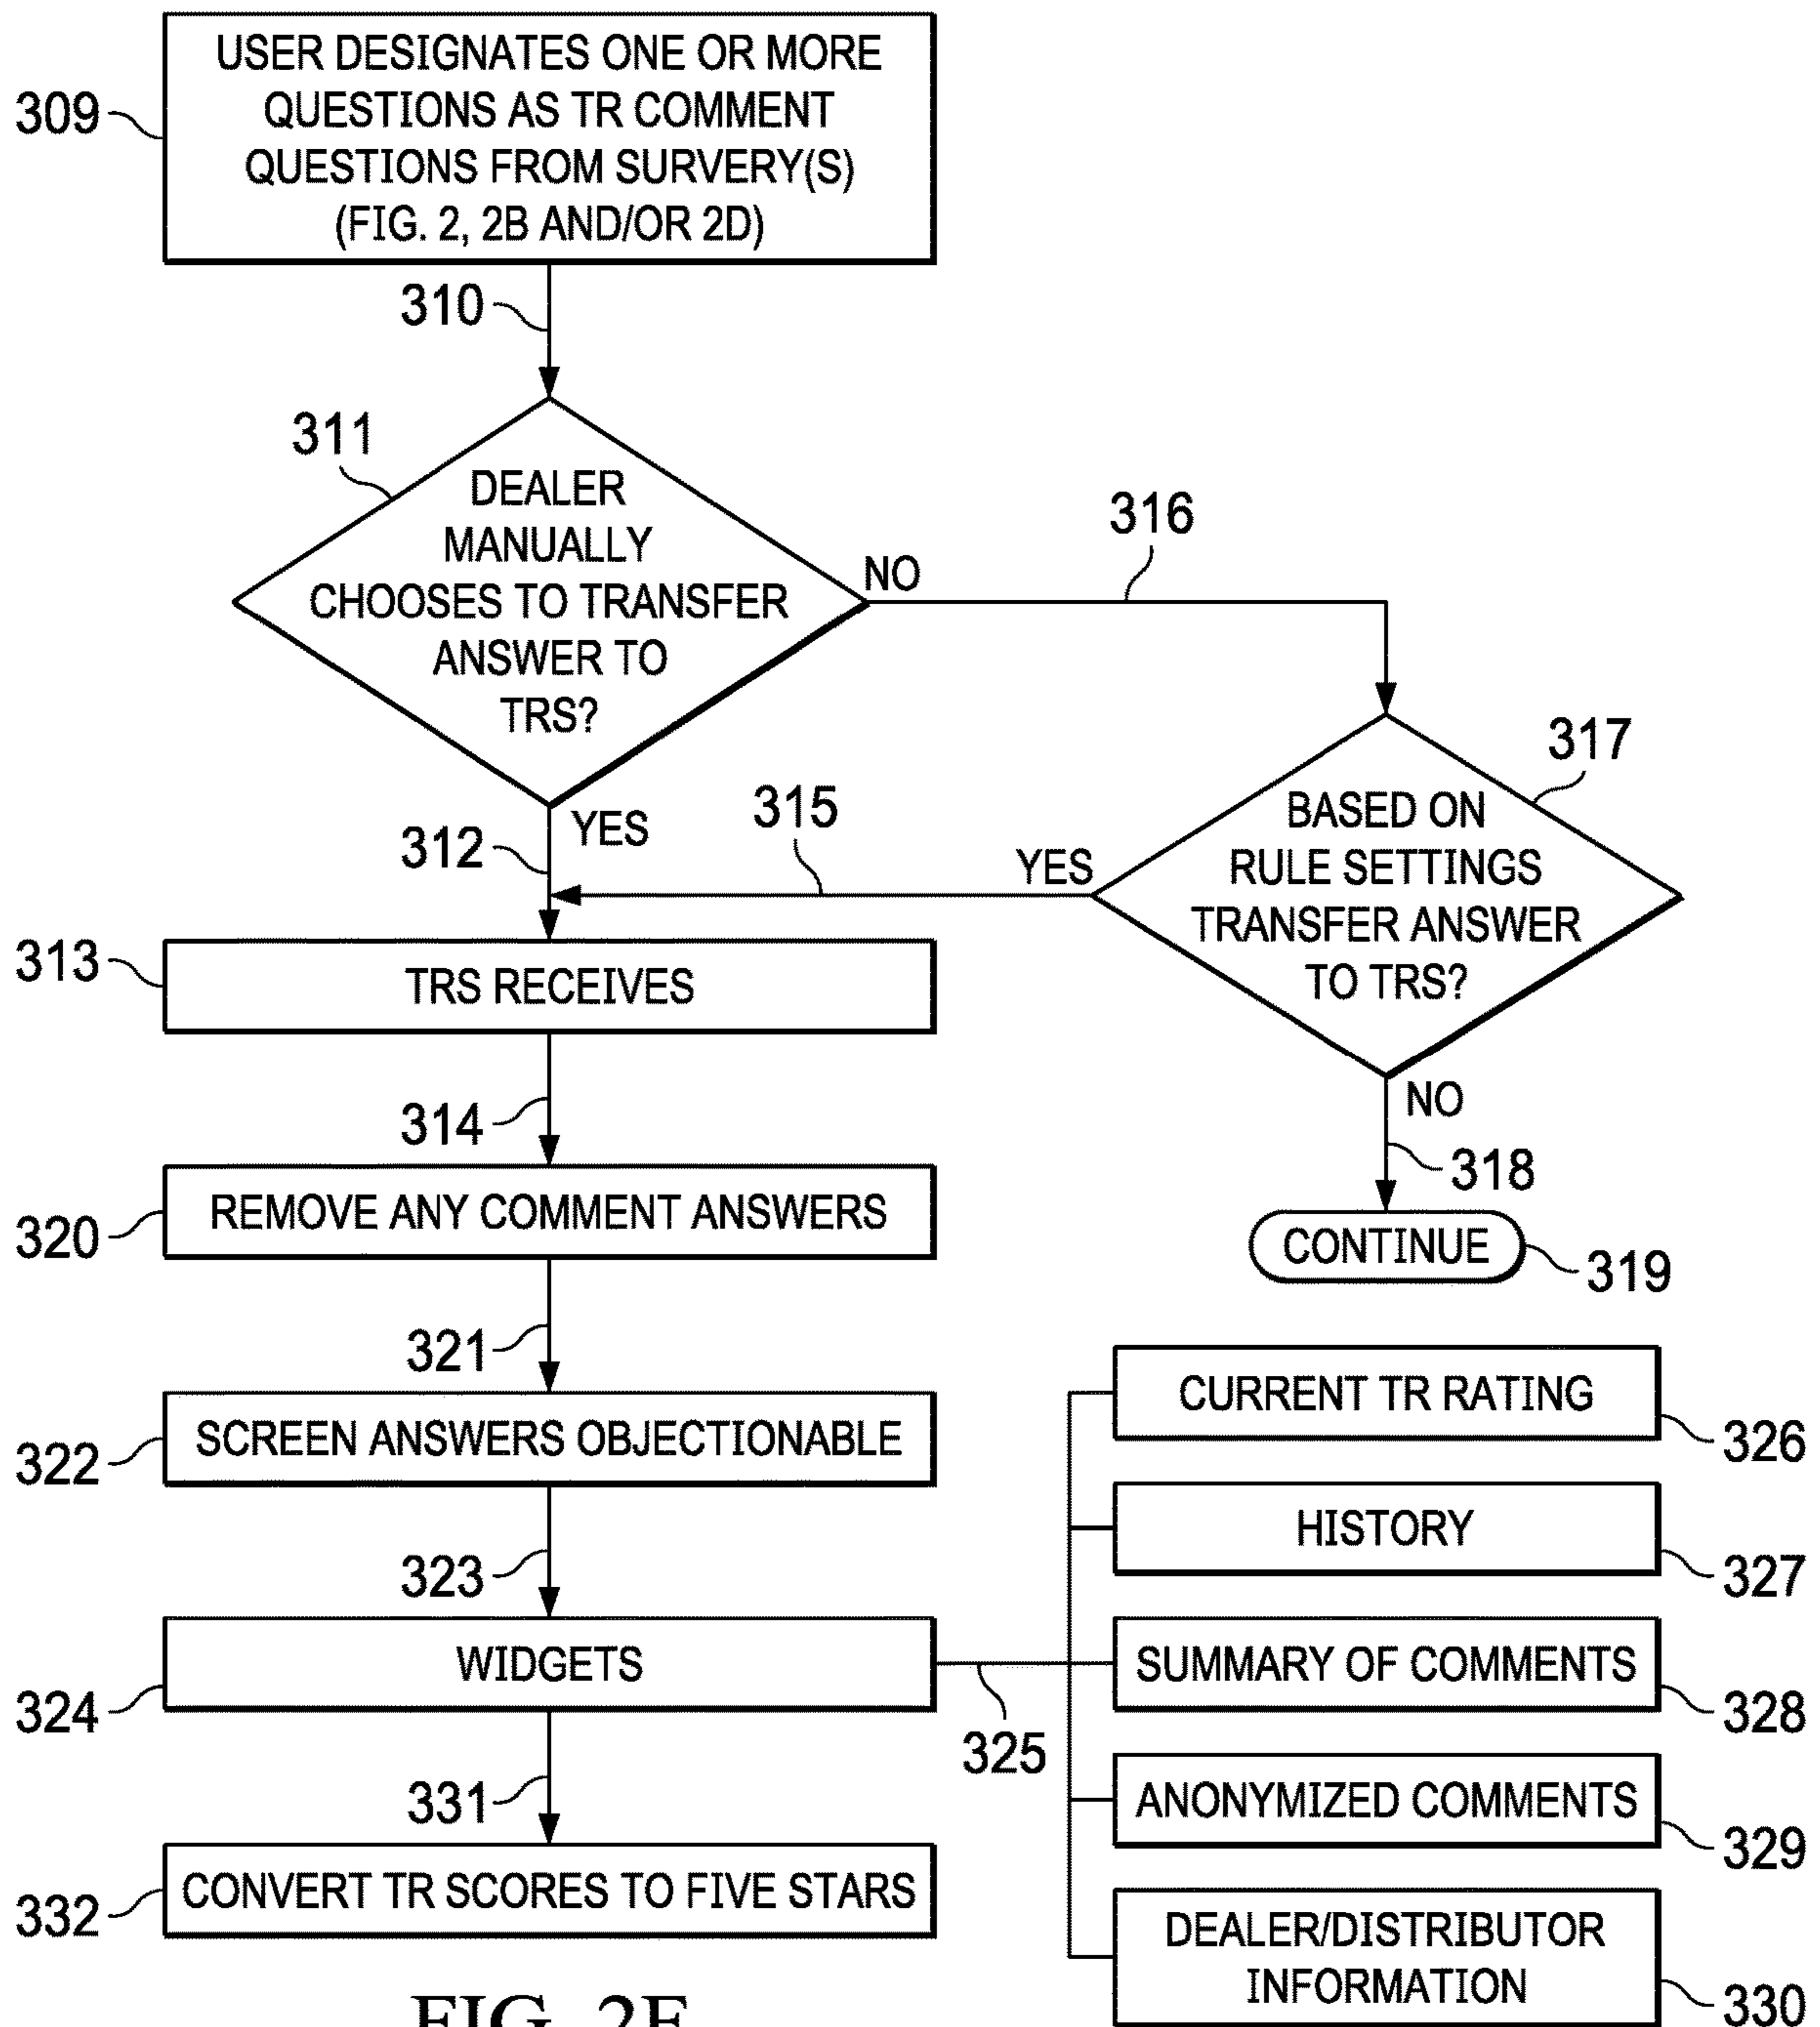 USER DESIGNATES ONE OR MORE
QUESTIONS AS TR COMMENT
QUESTIONS FROM SURVERY(S)
(FIG. 2, 2B AND/OR 2D)
309
310
311
DEALER
MANUALLY
CHOOSES TO TRANSFER
ANSWER TO
TRS?
NO
316
YES
312
315
317
BASED ON
RULE SETTINGS
TRANSFER ANSWER
TO TRS?
YES
NO
318
CONTINUE
319
313
TRS RECEIVES
314
320
REMOVE ANY COMMENT ANSWERS
321
322
SCREEN ANSWERS OBJECTIONABLE
323
324
WIDGETS
325
CURRENT TR RATING
326
HISTORY
327
SUMMARY OF COMMENTS
328
ANONYMIZED COMMENTS
329
DEALER/DISTRIBUTOR
INFORMATION
330
331
332
CONVERT TR SCORES TO FIVE STARS
FIG.